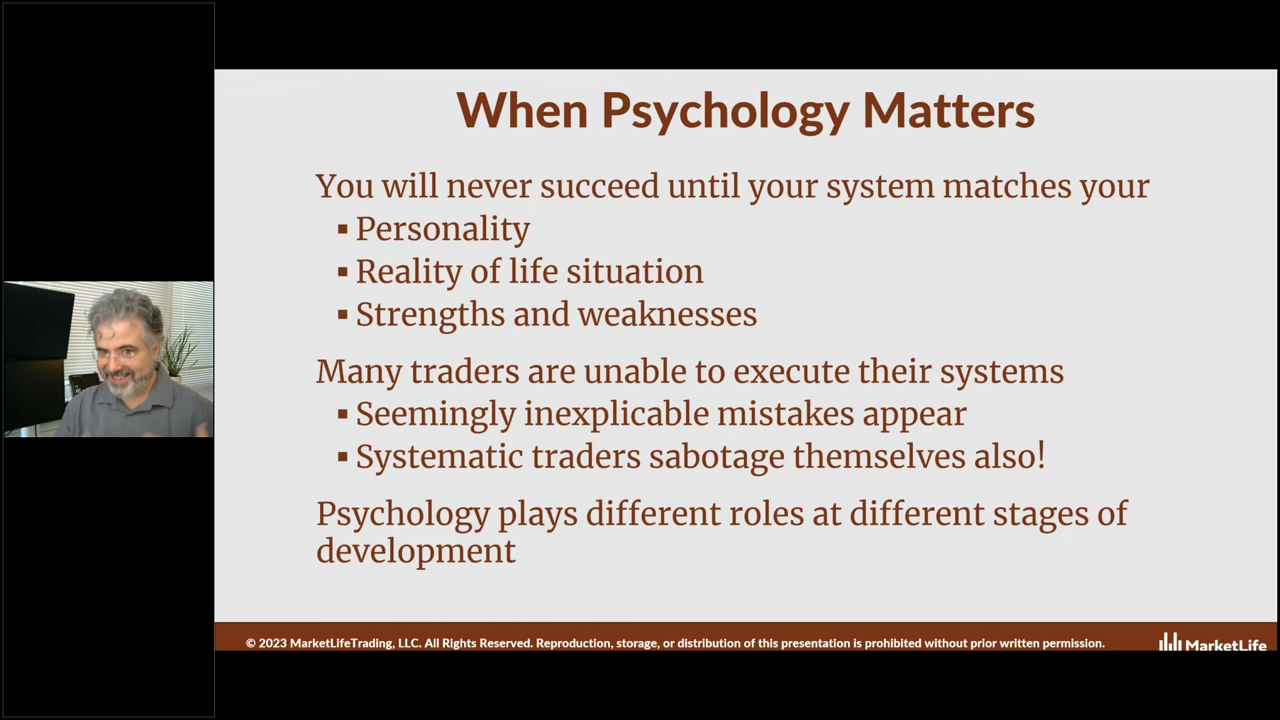 When Psychology Matters
You will never succeed until your system matches your
▪ Personality
▪ Reality of life situation
▪ Strengths and weaknesses
Many traders are unable to execute their systems
▪ Seemingly inexplicable mistakes appear
▪ Systematic traders sabotage themselves also!
Psychology plays different roles at different stages of
development
© 2023 MarketLifeTrading, LLC. All Rights Reserved. Reproduction, storage, or distribution of this presentation is prohibited without prior written permission.
MarketLife